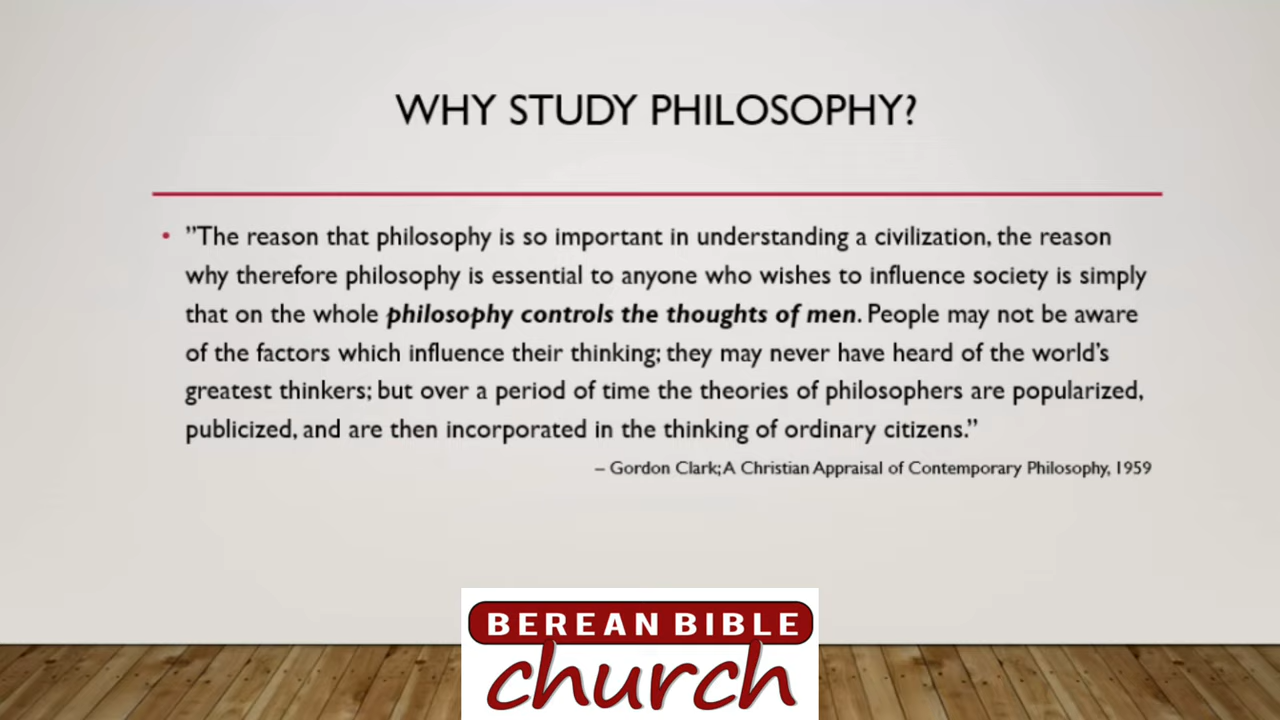 WHY STUDY PHILOSOPHY?
• ”The reason that philosophy is so important in understanding a civilization, the reason
why therefore philosophy is essential to anyone who wishes to influence society is simply
that on the whole philosophy controls the thoughts of men. People may not be aware
of the factors which influence their thinking; they may never have heard of the world’s
greatest thinkers; but over a period of time the theories of philosophers are popularized,
publicized, and are then incorporated in the thinking of ordinary citizens.”
– Gordon Clark; A Christian Appraisal of Contemporary Philosophy, 1959
BEREAN BIBLE
church